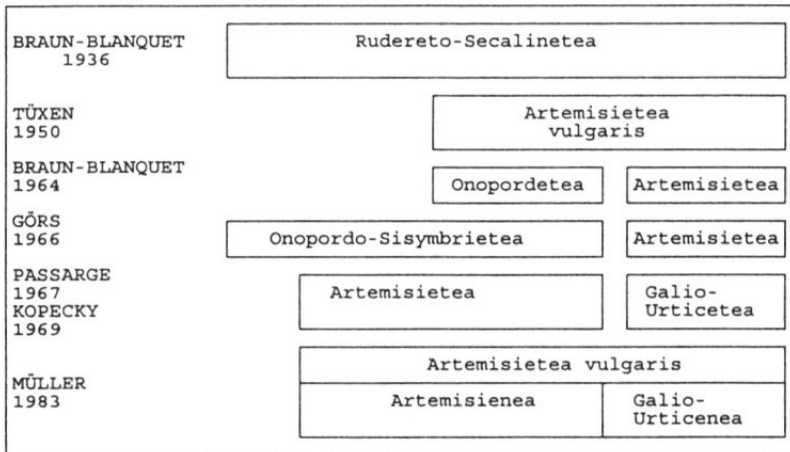 BRAUN-BLANQUET Rudereto-Secalinetea
1936
TÜXEN Artemisietea
1950 vulgaris
BRAUN-BLANQUET
1964 Onopordetea Artemisietea
GÖRS
1966 Onopordo-Sisymbrietea Artemisietea
PASSARGE
1967 Artemisietea Galio-
KOPECKY Urticetea
1969
Artemisietea vulgaris
MÜLLER
1983 Artemisienea Galio-
Urticenea